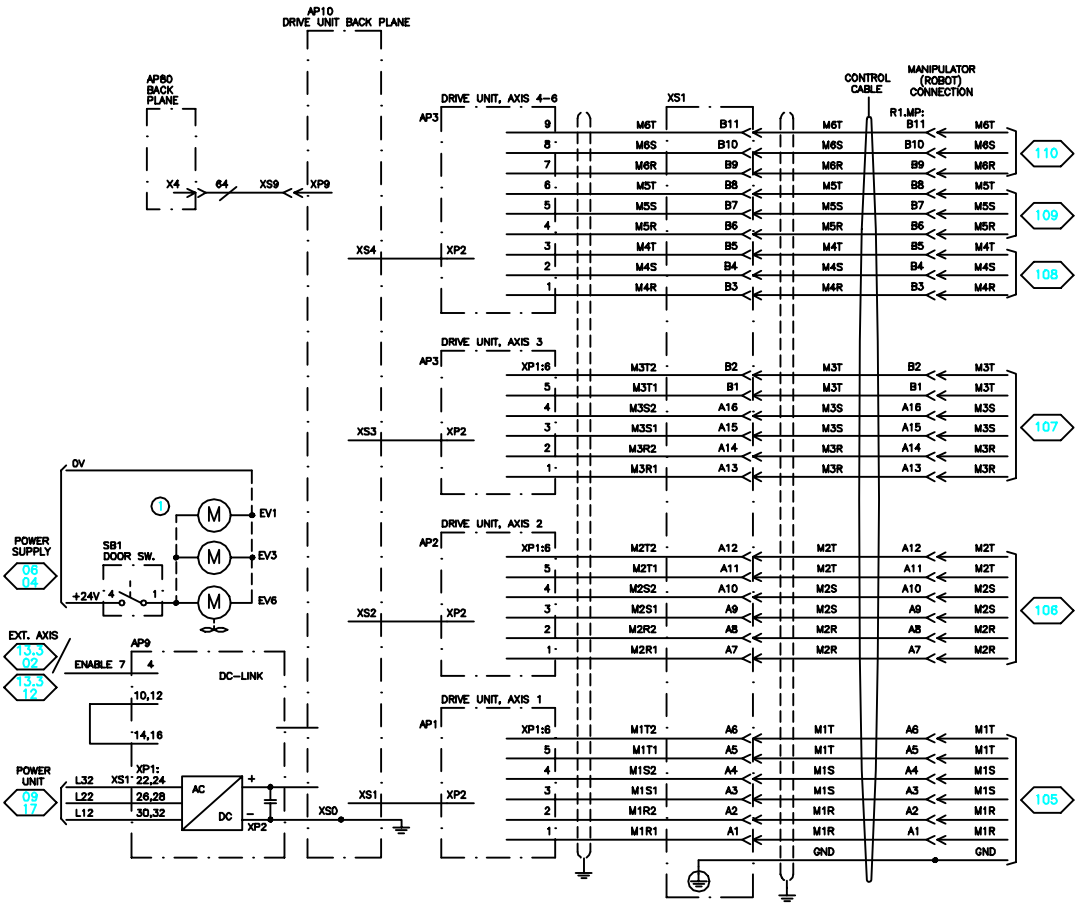 AP10
DRIVE UNIT BACK PLANE
AP80
BACK
PLANE
X4
64
XS9
XP9
DRIVE UNIT, AXIS 4-6
AP3
XS1
CONTROL
CABLE
MANIPULATOR
(ROBOT)
CONNECTION
R1.MP:
9 M6T B11 M6T B11 M6T
8 M6S B10 M6S B10 M6S
7 M6R B9 M6R B9 M6R
110
6 M5T B8 M5T B8 M5T
5 M5S B7 M5S B7 M5S
4 M5R B6 M5R B6 M5R
109
XS4 XP2
3 M4T B5 M4T B5 M4T
2 M4S B4 M4S B4 M4S
1 M4R B3 M4R B3 M4R
108
DRIVE UNIT, AXIS 3
AP3
XP1:6 M3T2 B2 M3T B2 M3T
5 M3T1 B1 M3T B1 M3T
4 M3S2 A16 M3S A16 M3S
3 M3S1 A15 M3S A15 M3S
2 M3R2 A14 M3R A14 M3R
1 M3R1 A13 M3R A13 M3R
XS3 XP2
107
0V
1
M EV1
M EV3
M EV6
POWER
SUPPLY
06
04
SB1
DOOR SW.
+24V 4 1
DRIVE UNIT, AXIS 2
AP2
XP1:6 M2T2 A12 M2T A12 M2T
5 M2T1 A11 M2T A11 M2T
4 M2S2 A10 M2S A10 M2S
3 M2S1 A9 M2S A9 M2S
2 M2R2 A8 M2R A8 M2R
1 M2R1 A7 M2R A7 M2R
XS2 XP2
106
EXT. AXIS
13.3
02
13.3
12
ENABLE 7 4
AP9
DC-LINK
10,12
14,16
POWER
UNIT
09
17
XP1:
L32 XS1 22,24
L22 26,28
L12 30,32
AC
DC
+
-
XP2
XS0
DRIVE UNIT, AXIS 1
AP1
XS1 XP2
XP1:6 M1T2 A6 M1T A6 M1T
5 M1T1 A5 M1T A5 M1T
4 M1S2 A4 M1S A4 M1S
3 M1S1 A3 M1S A3 M1S
2 M1R2 A2 M1R A2 M1R
1 M1R1 A1 M1R A1 M1R
GND GND
105